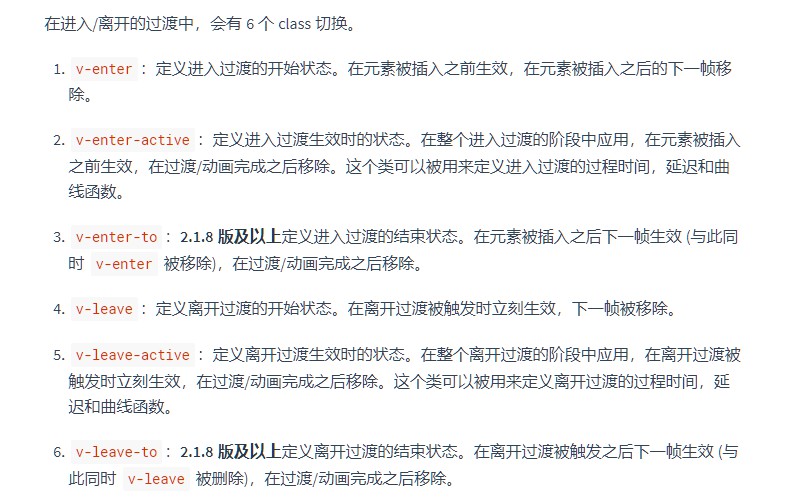 在进入/离开的过渡中，会有 6 个 class 切换。
1. v-enter：定义进入过渡的开始状态。在元素被插入之前生效，在元素被插入之后的下一帧移
除。
2. v-enter-active：定义进入过渡生效时的状态。在整个进入过渡的阶段中应用，在元素被插入
之前生效，在过渡/动画完成之后移除。这个类可以被用来定义进入过渡的过程时间，延迟和曲
线函数。
3. v-enter-to：2.1.8 版及以上定义进入过渡的结束状态。在元素被插入之后下一帧生效 (与此同
时 v-enter 被移除)，在过渡/动画完成之后移除。
4. v-leave：定义离开过渡的开始状态。在离开过渡被触发时立刻生效，下一帧被移除。
5. v-leave-active：定义离开过渡生效时的状态。在整个离开过渡的阶段中应用，在离开过渡被
触发时立刻生效，在过渡/动画完成之后移除。这个类可以被用来定义离开过渡的过程时间，延
迟和曲线函数。
6. v-leave-to：2.1.8 版及以上定义离开过渡的结束状态。在离开过渡被触发之后下一帧生效 (与
此同时 v-leave 被删除)，在过渡/动画完成之后移除。